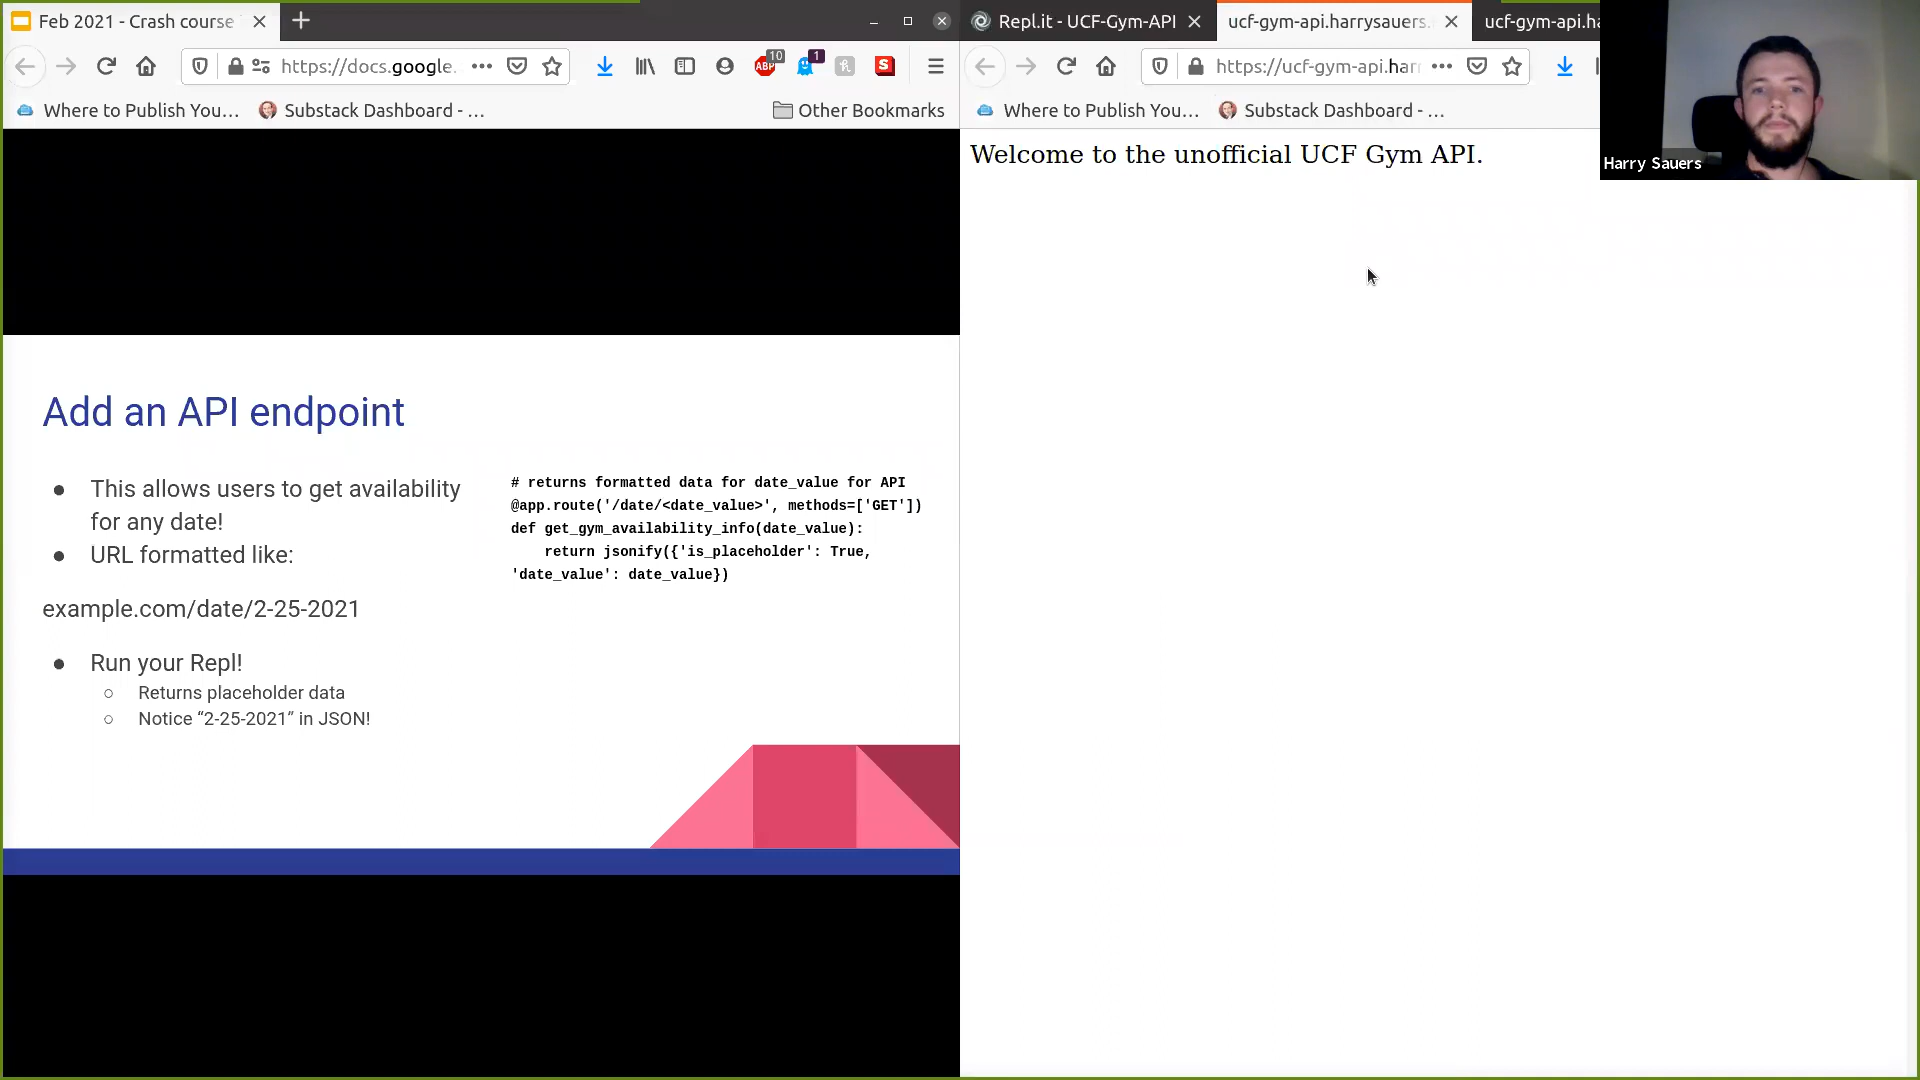 Feb 2021 - Crash course
https://docs.google.
10
1
ABP
S
Where to Publish You…
Substack Dashboard - …
Other Bookmarks
Add an API endpoint
● This allows users to get availability
for any date!
● URL formatted like:
example.com/date/2-25-2021
● Run your Repl!
○ Returns placeholder data
○ Notice “2-25-2021” in JSON!
# returns formatted data for date_value for API
@app.route('/date/<date_value>', methods=['GET'])
def get_gym_availability_info(date_value):
return jsonify({'is_placeholder': True,
'date_value': date_value})
Repl.it - UCF-Gym-API
ucf-gym-api.harrysauers.
ucf-gym-api.ha
https://ucf-gym-api.harr
Where to Publish You…
Substack Dashboard - …
Welcome to the unofficial UCF Gym API.
Harry Sauers